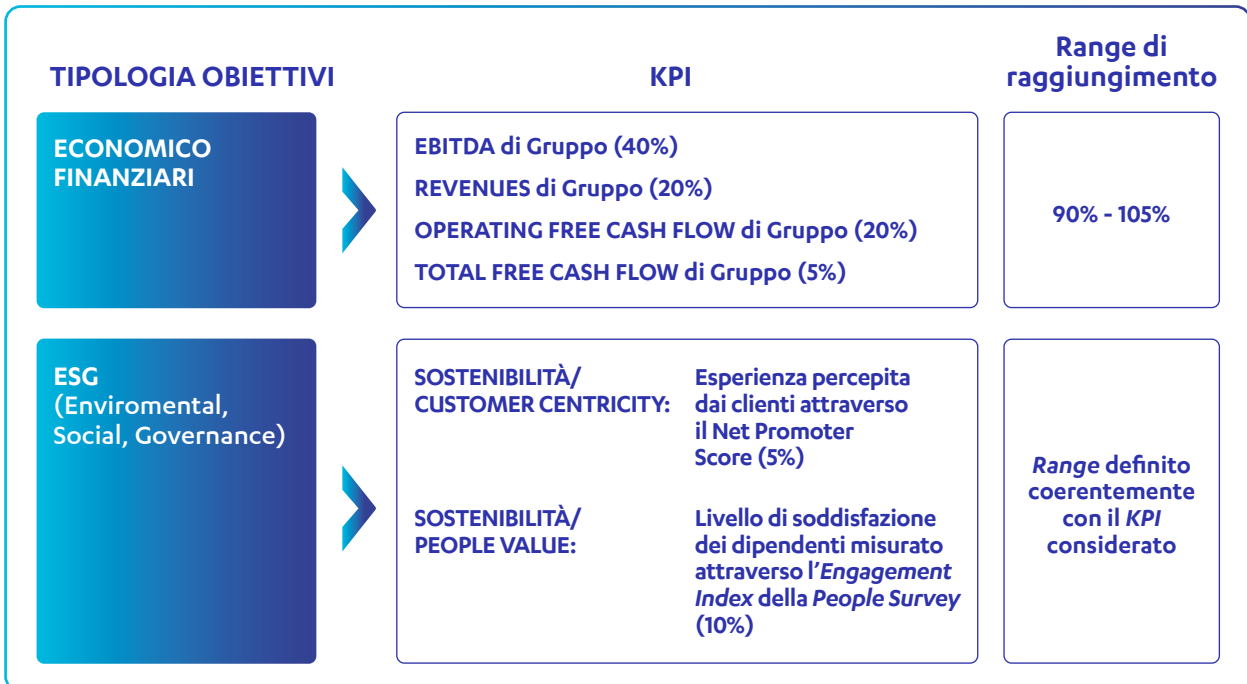 TIPOLOGIA OBIETTIVI
KPI
Range di
raggiungimento
ECONOMICO
FINANZIARI
EBITDA di Gruppo (40%)
REVENUES di Gruppo (20%)
OPERATING FREE CASH FLOW di Gruppo (20%)
TOTAL FREE CASH FLOW di Gruppo (5%)
90% - 105%
ESG
(Enviromental,
Social, Governance)
SOSTENIBILITÀ/
CUSTOMER CENTRICITY:
Esperienza percepita
dai clienti attraverso
il Net Promoter
Score (5%)
SOSTENIBILITÀ/
PEOPLE VALUE:
Livello di soddisfazione
dei dipendenti misurato
attraverso l’Engagement
Index della People Survey
(10%)
Range definito
coerentemente
con il KPI
considerato